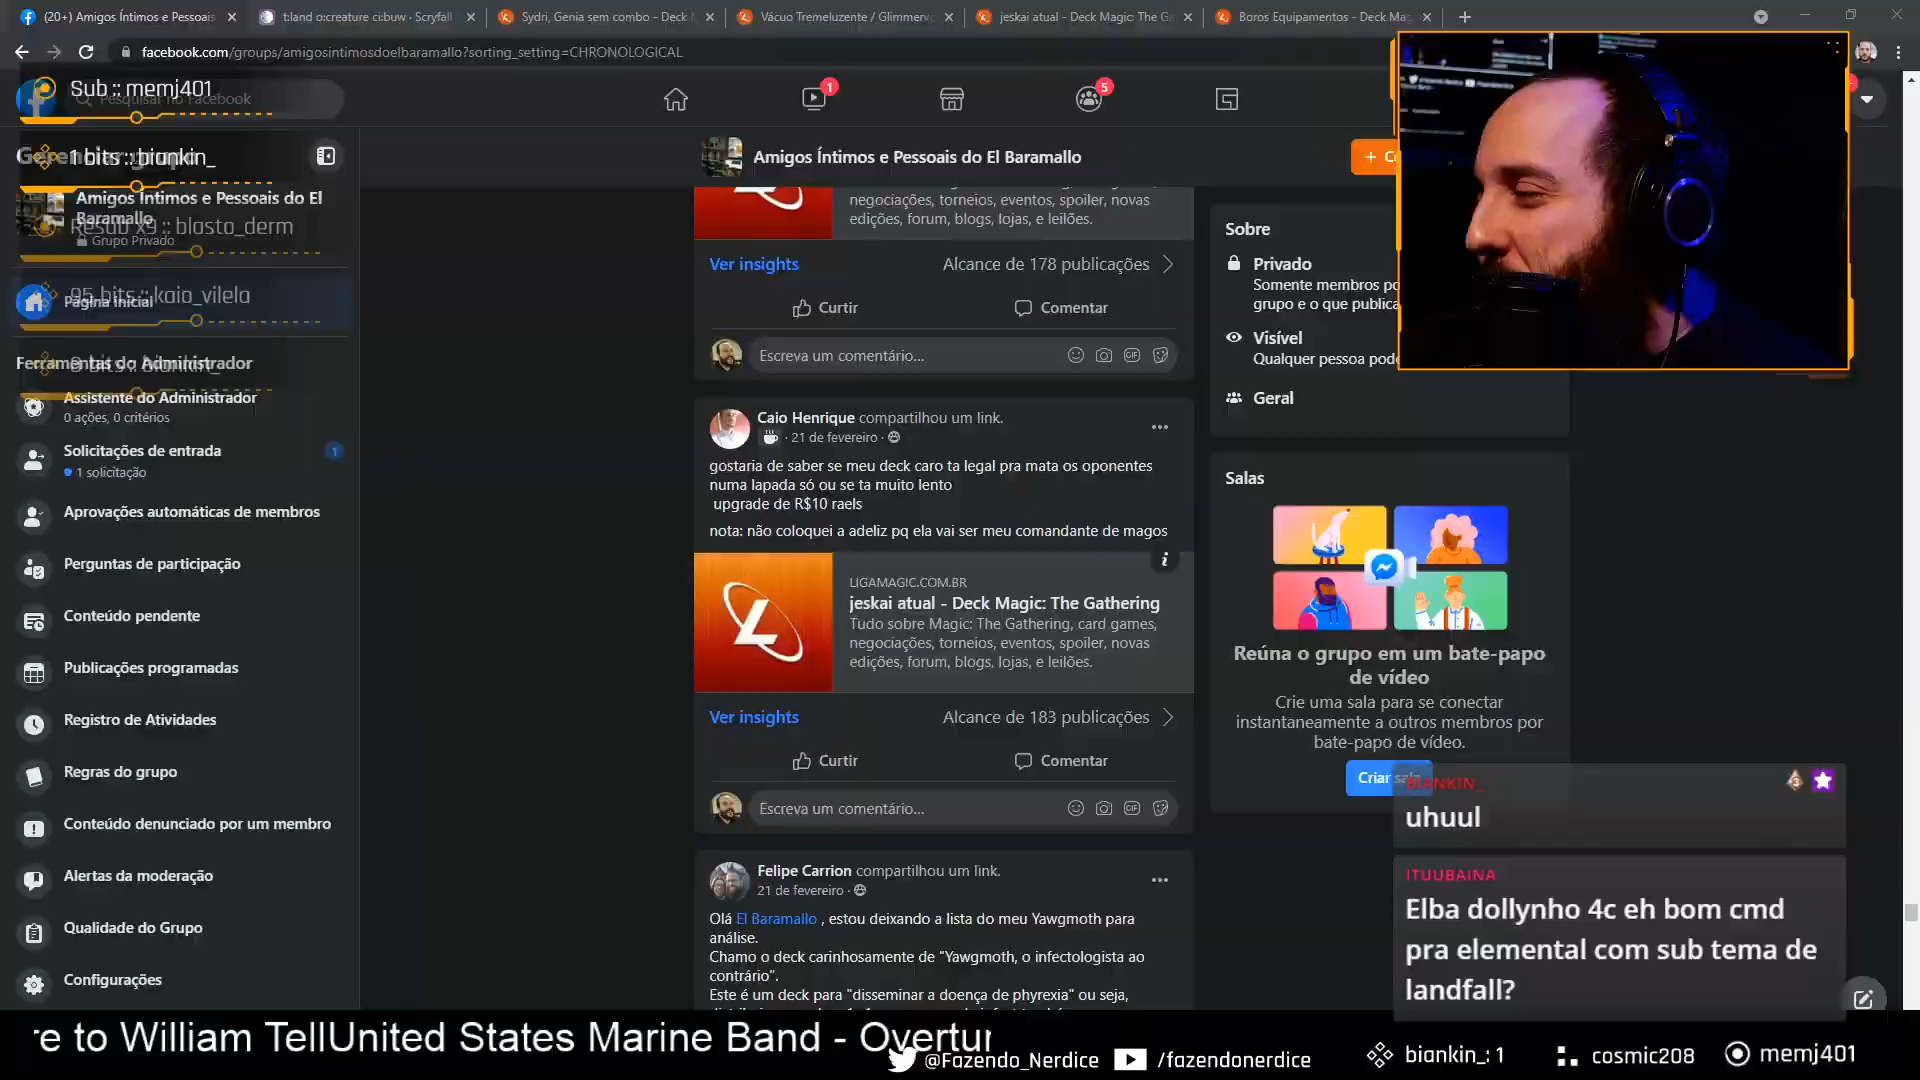 (20+) Amigos Íntimos e Pessoais
t:land o:creature ci:buw · Scryfall
Sydri, Genia sem combo - Deck M
Vácuo Tremeluzente / Glimmerv
jeskai atual - Deck Magic: The Ga
Boros Equipamentos - Deck Mag
facebook.com/groups/amigosintimosdoelbaramallo?sorting_setting=CHRONOLOGICAL
Sub :: memj401
Pesquisar no Facebook
1
5
Gerenciar grupo
1 bits :: biankin_
Amigos Íntimos e Pessoais do El
Baramallo
Resub x9 :: blasto_derm
Grupo Privado
95 bits :: kaio_vilela
Página inicial
Ferramentas do Administrador
Assistente do Administrador
0 ações, 0 critérios
Solicitações de entrada
1
1 solicitação
Aprovações automáticas de membros
Perguntas de participação
Conteúdo pendente
Publicações programadas
Registro de Atividades
Regras do grupo
Conteúdo denunciado por um membro
Alertas da moderação
Qualidade do Grupo
Configurações
Amigos Íntimos e Pessoais do El Baramallo
negociações, torneios, eventos, spoiler, novas
edições, forum, blogs, lojas, e leilões.
Ver insights
Alcance de 178 publicações
Curtir
Comentar
Escreva um comentário...
GIF
Caio Henrique compartilhou um link.
· 21 de fevereiro ·
gostaria de saber se meu deck caro ta legal pra mata os oponentes
numa lapada só ou se ta muito lento
upgrade de R$10 raels
nota: não coloquei a adeliz pq ela vai ser meu comandante de magos
L
LIGAMAGIC.COM.BR
jeskai atual - Deck Magic: The Gathering
Tudo sobre Magic: The Gathering, card games,
negociações, torneios, eventos, spoiler, novas
edições, forum, blogs, lojas, e leilões.
Ver insights
Alcance de 183 publicações
Curtir
Comentar
Escreva um comentário...
GIF
Felipe Carrion compartilhou um link.
21 de fevereiro ·
Olá El Baramallo , estou deixando a lista do meu Yawgmoth para
análise.
Chamo o deck carinhosamente de "Yawgmoth, o infectologista ao
contrário".
Este é um deck para "disseminar a doença de phyrexia" ou seja,
Sobre
Privado
Somente membros po
grupo e o que publica
Visível
Qualquer pessoa pod
Geral
Salas
Reúna o grupo em um bate-papo
de vídeo
Crie uma sala para se conectar
instantaneamente a outros membros por
bate-papo de vídeo.
Criar sala
BIANKIN_
uhuul
ITUUBAINA
Elba dollynho 4c eh bom cmd
pra elemental com sub tema de
landfall?
re to William TellUnited States Marine Band - Overtur
@Fazendo_Nerdice
/fazendonerdice
biankin_: 1
cosmic208
memj401